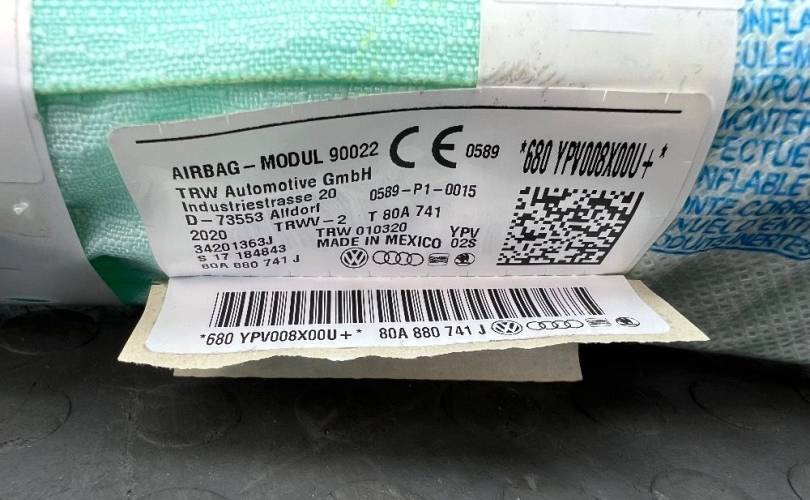 AIRBAG-MODUL 90022 CE 0589 *680 YPV008X00U+*
TRW Automotive GmbH
Industriestrasse 20 0589-P1-0015
D-73553 Alfdorf
2020 TRWV-2 T 80A 741
34201363J TRW 010320 YPV
S 17 184843 MADE IN MEXICO 02S
80A 880 741 J
*680 YPV008X00U+* 80A 880 741 J